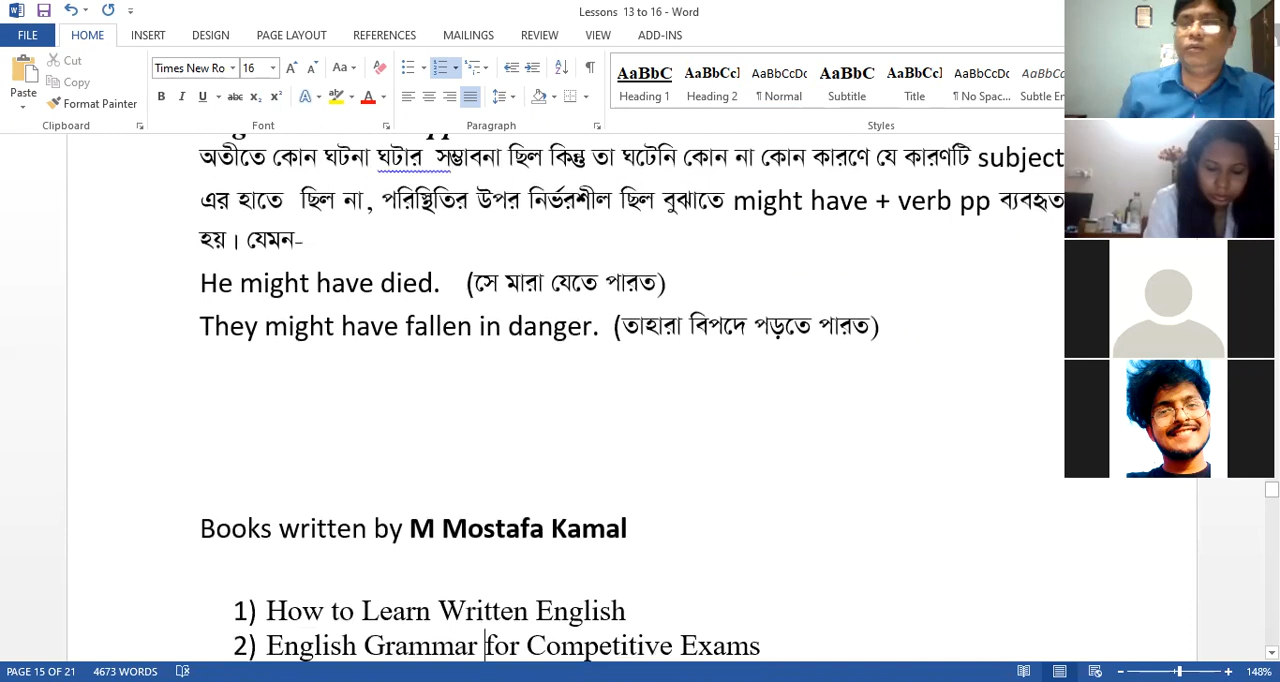 Lessons 13 to 16 - Word
FILE HOME INSERT DESIGN PAGE LAYOUT REFERENCES MAILINGS REVIEW VIEW ADD-INS
Cut
Copy
Format Painter
Paste
Clipboard
Times New Ro 16
Font
Paragraph
AaBbC AaBbCcI AaBbCcDc AaBbC AaBbCcI AaBbCcDc AaBbCcD
Heading 1 Heading 2 ¶ Normal Subtitle Title ¶ No Spac... Subtle En
Styles
অতীতে কোন ঘটনা ঘটার সম্ভাবনা ছিল কিন্তু তা ঘটেনি কোন না কোন কারণে যে কারণটি subject
এর হাতে ছিল না, পরিস্থিতির উপর নির্ভরশীল ছিল বুঝাতে might have + verb pp ব্যবহৃত
হয়। যেমন-
He might have died. (সে মারা যেতে পারত)
They might have fallen in danger. (তাহারা বিপদে পড়তে পারত)
Books written by M Mostafa Kamal
1) How to Learn Written English
2) English Grammar for Competitive Exams
PAGE 15 OF 21 4673 WORDS 148%